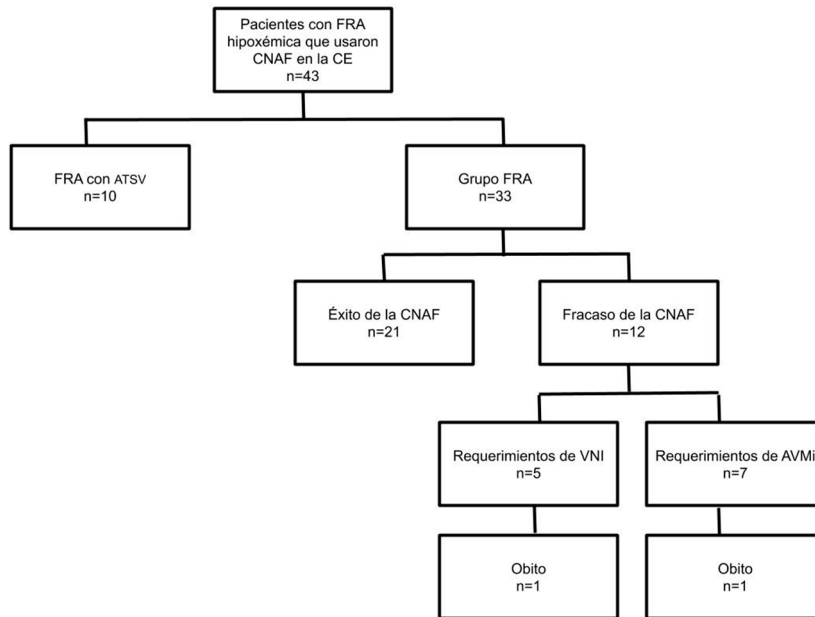 Pacientes con FRA
hipoxémica que usaron
CNAF en la CE
n=43
FRA con ATSV
n=10
Grupo FRA
n=33
Éxito de la CNAF
n=21
Fracaso de la CNAF
n=12
Requerimientos de VNI
n=5
Requerimientos de AVMi
n=7
Obito
n=1
Obito
n=1